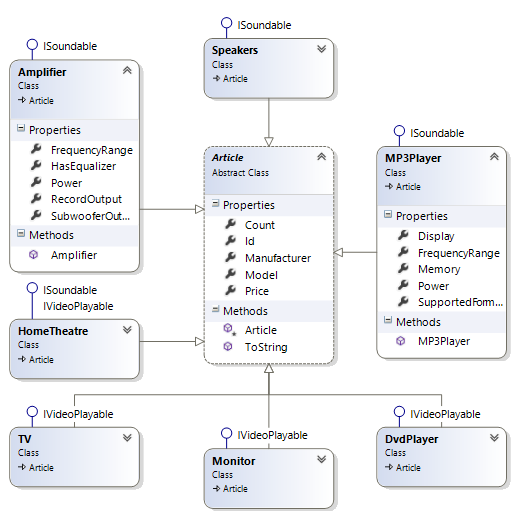 ISoundable
Speakers
Class
Article
ISoundable
Amplifier
Class
Article
Properties
FrequencyRange
HasEqualizer
Power
RecordOutput
SubwooferOut...
Methods
Amplifier
Article
Abstract Class
Properties
Count
Id
Manufacturer
Model
Price
Methods
Article
ToString
ISoundable
MP3Player
Class
Article
Properties
Display
FrequencyRange
Memory
Power
SupportedForm...
Methods
MP3Player
ISoundable
IVideoPlayable
HomeTheatre
Class
Article
IVideoPlayable
TV
Class
Article
IVideoPlayable
Monitor
Class
Article
IVideoPlayable
DvdPlayer
Class
Article